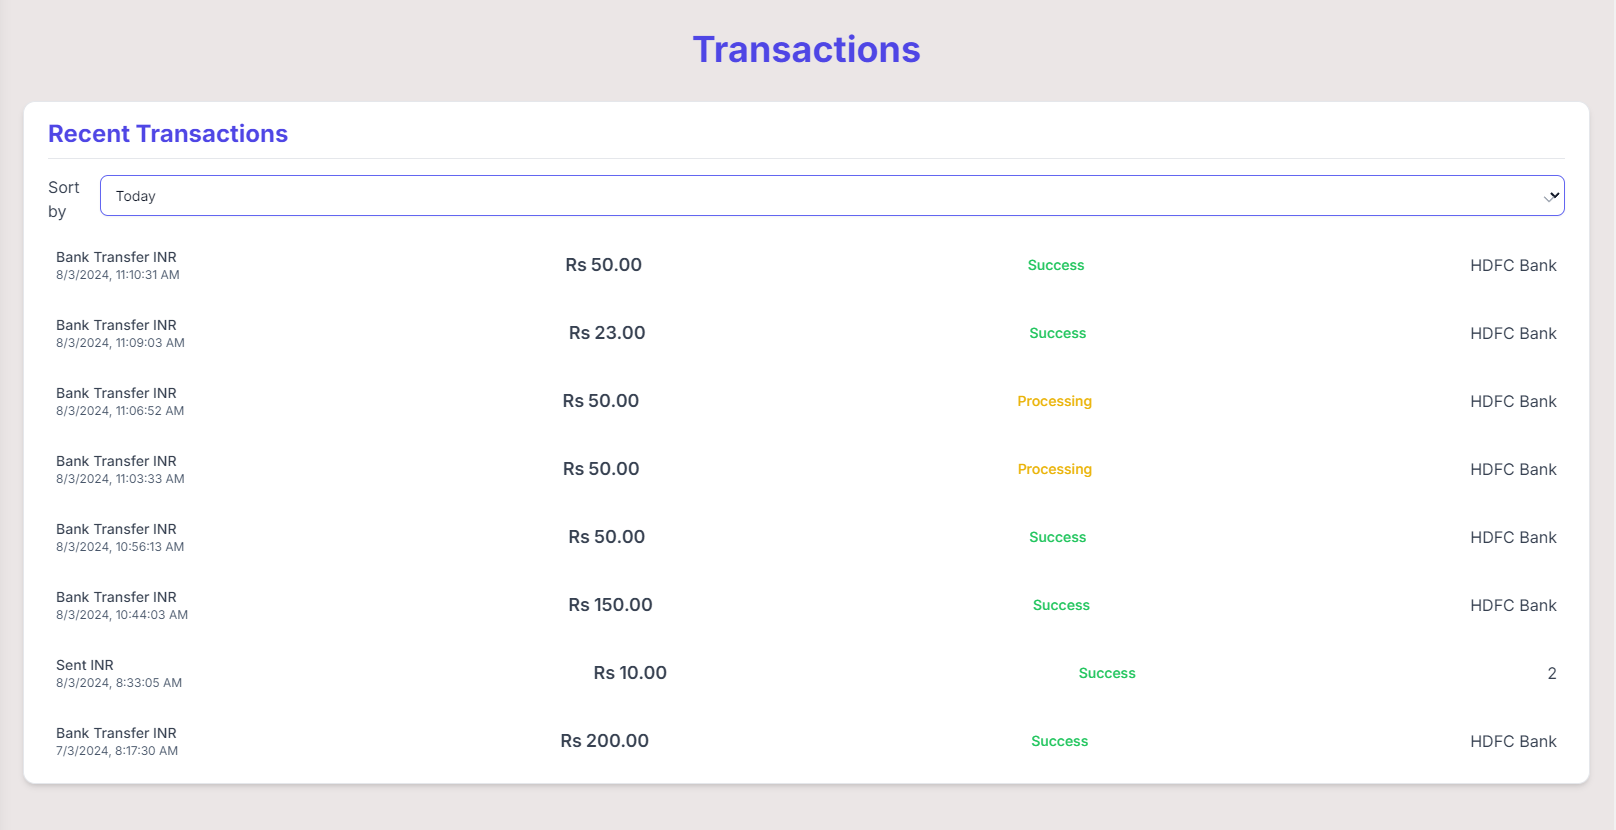 Transactions
Recent Transactions
Sort by
Today
Bank Transfer INR
8/3/2024, 11:10:31 AM
Rs 50.00
Success
HDFC Bank
Bank Transfer INR
8/3/2024, 11:09:03 AM
Rs 23.00
Success
HDFC Bank
Bank Transfer INR
8/3/2024, 11:06:52 AM
Rs 50.00
Processing
HDFC Bank
Bank Transfer INR
8/3/2024, 11:03:33 AM
Rs 50.00
Processing
HDFC Bank
Bank Transfer INR
8/3/2024, 10:56:13 AM
Rs 50.00
Success
HDFC Bank
Bank Transfer INR
8/3/2024, 10:44:03 AM
Rs 150.00
Success
HDFC Bank
Sent INR
8/3/2024, 8:33:05 AM
Rs 10.00
Success
2
Bank Transfer INR
7/3/2024, 8:17:30 AM
Rs 200.00
Success
HDFC Bank